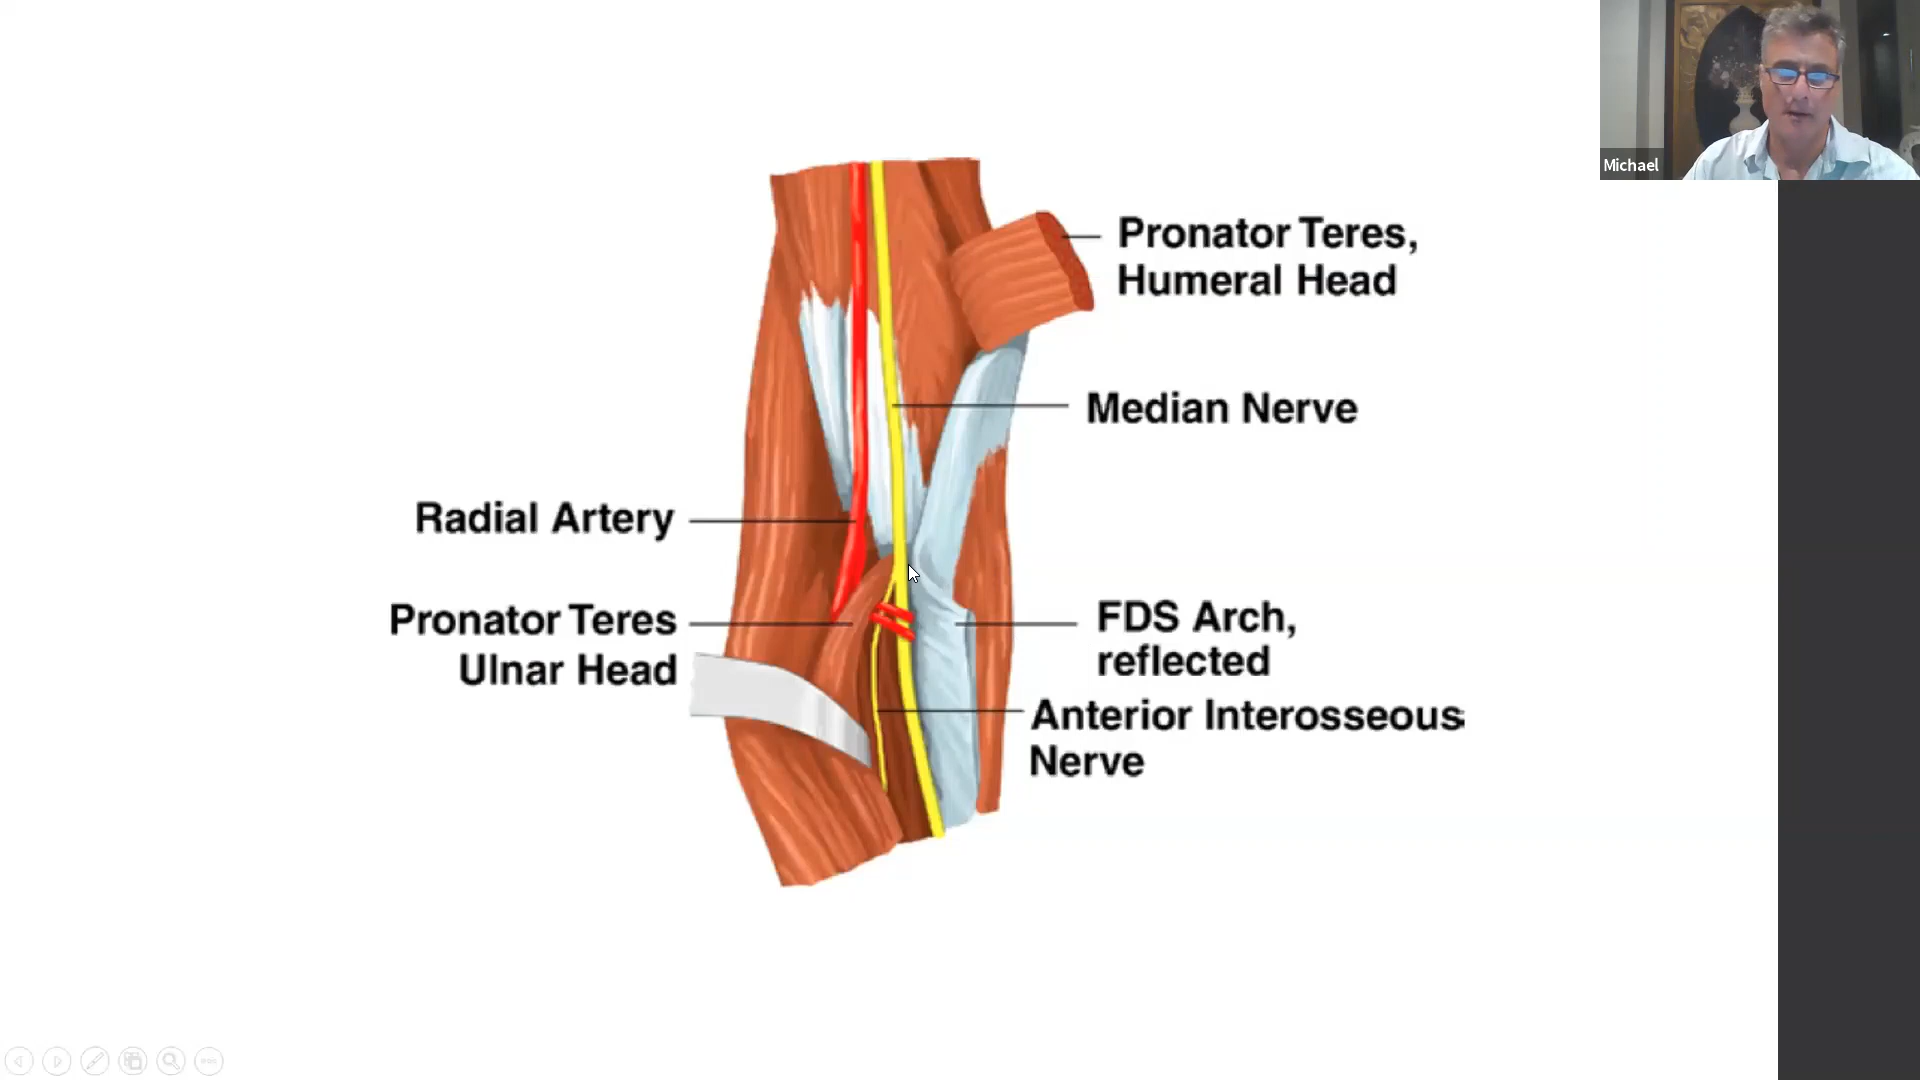 Michael
Pronator Teres,
Humeral Head
Median Nerve
Radial Artery
Pronator Teres
Ulnar Head
FDS Arch,
reflected
Anterior Interosseous
Nerve